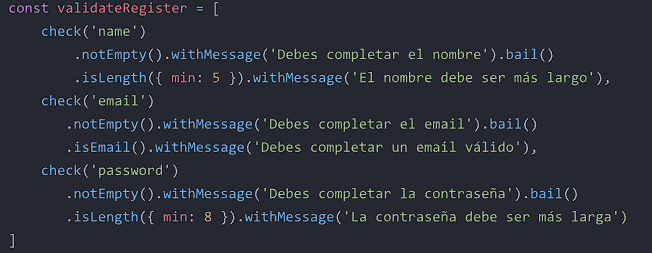 const validateRegister = [
check('name')
.notEmpty().withMessage('Debes completar el nombre').bail()
.isLength({ min: 5 }).withMessage('El nombre debe ser más largo'),
check('email')
.notEmpty().withMessage('Debes completar el email').bail()
.isEmail().withMessage('Debes completar un email válido'),
check('password')
.notEmpty().withMessage('Debes completar la contraseña').bail()
.isLength({ min: 8 }).withMessage('La contraseña debe ser más larga')
]